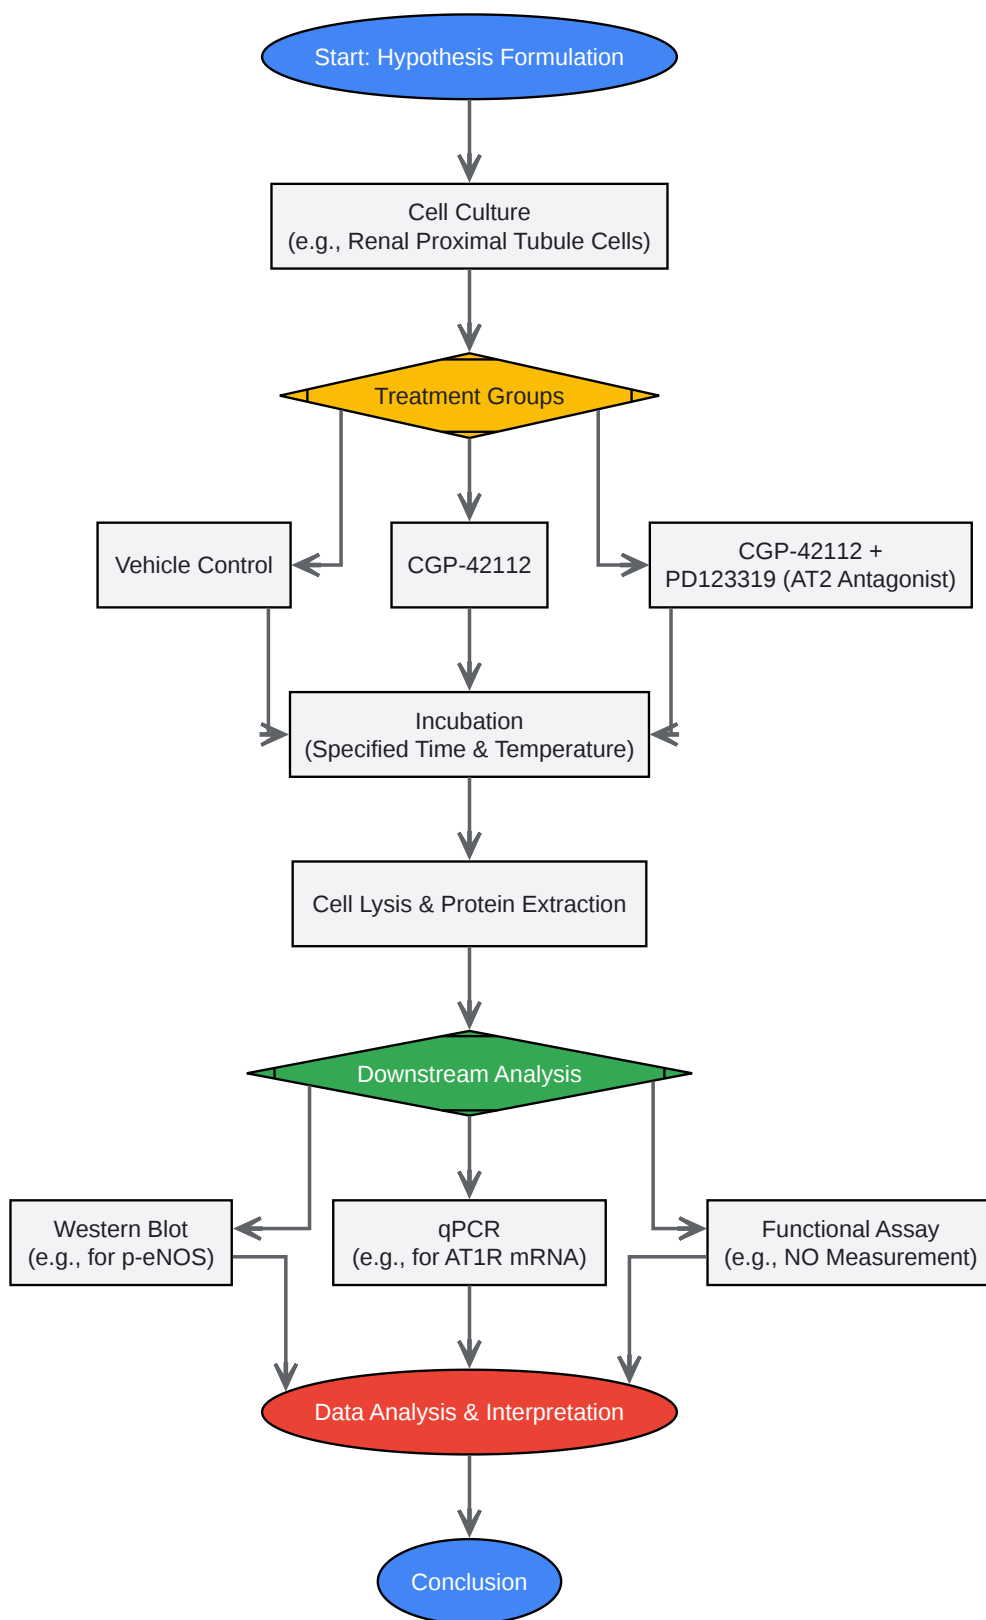 Start: Hypothesis Formulation
Cell Culture
(e.g., Renal Proximal Tubule Cells)
Treatment Groups
Vehicle Control
CGP-42112
CGP-42112 +
PD123319 (AT2 Antagonist)
Incubation
(Specified Time & Temperature)
Cell Lysis & Protein Extraction
Downstream Analysis
Western Blot
(e.g., for p-eNOS)
qPCR
(e.g., for AT1R mRNA)
Functional Assay
(e.g., NO Measurement)
Data Analysis & Interpretation
Conclusion